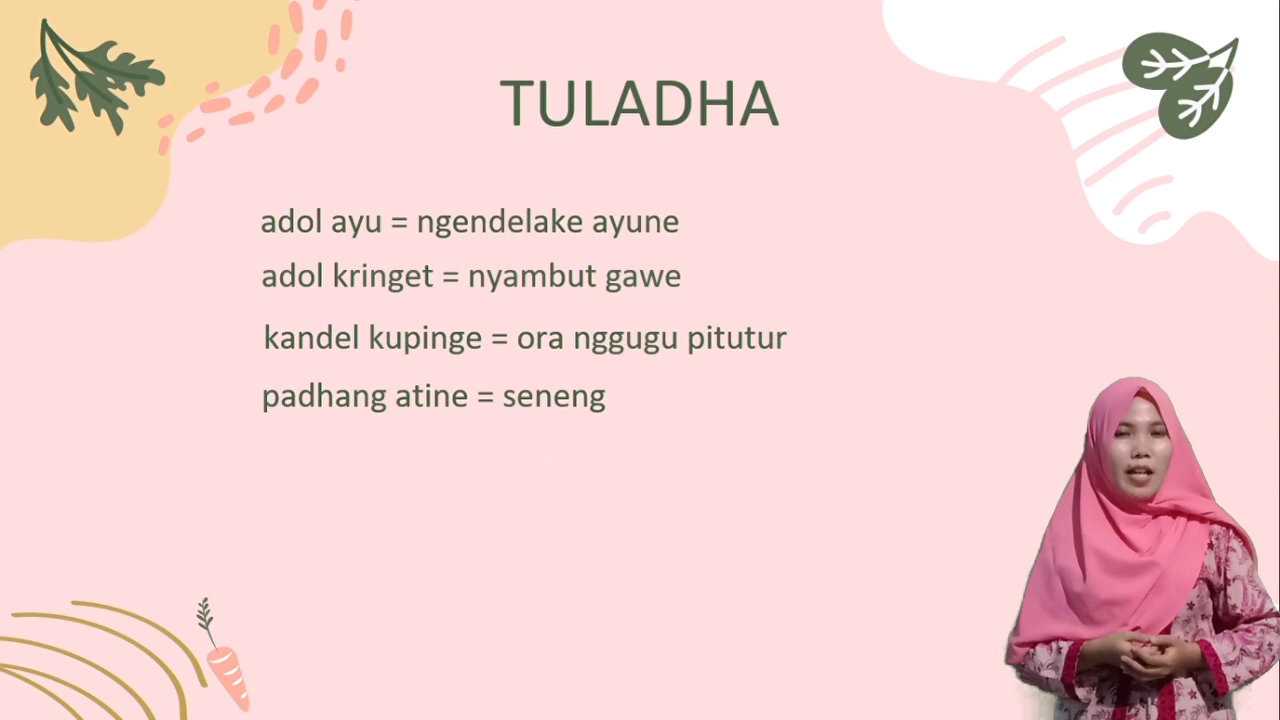 TULADHA
adol ayu = ngendelake ayune
adol kringet = nyambut gawe
kandel kupinge = ora nggugu pitutur
padhang atine = seneng